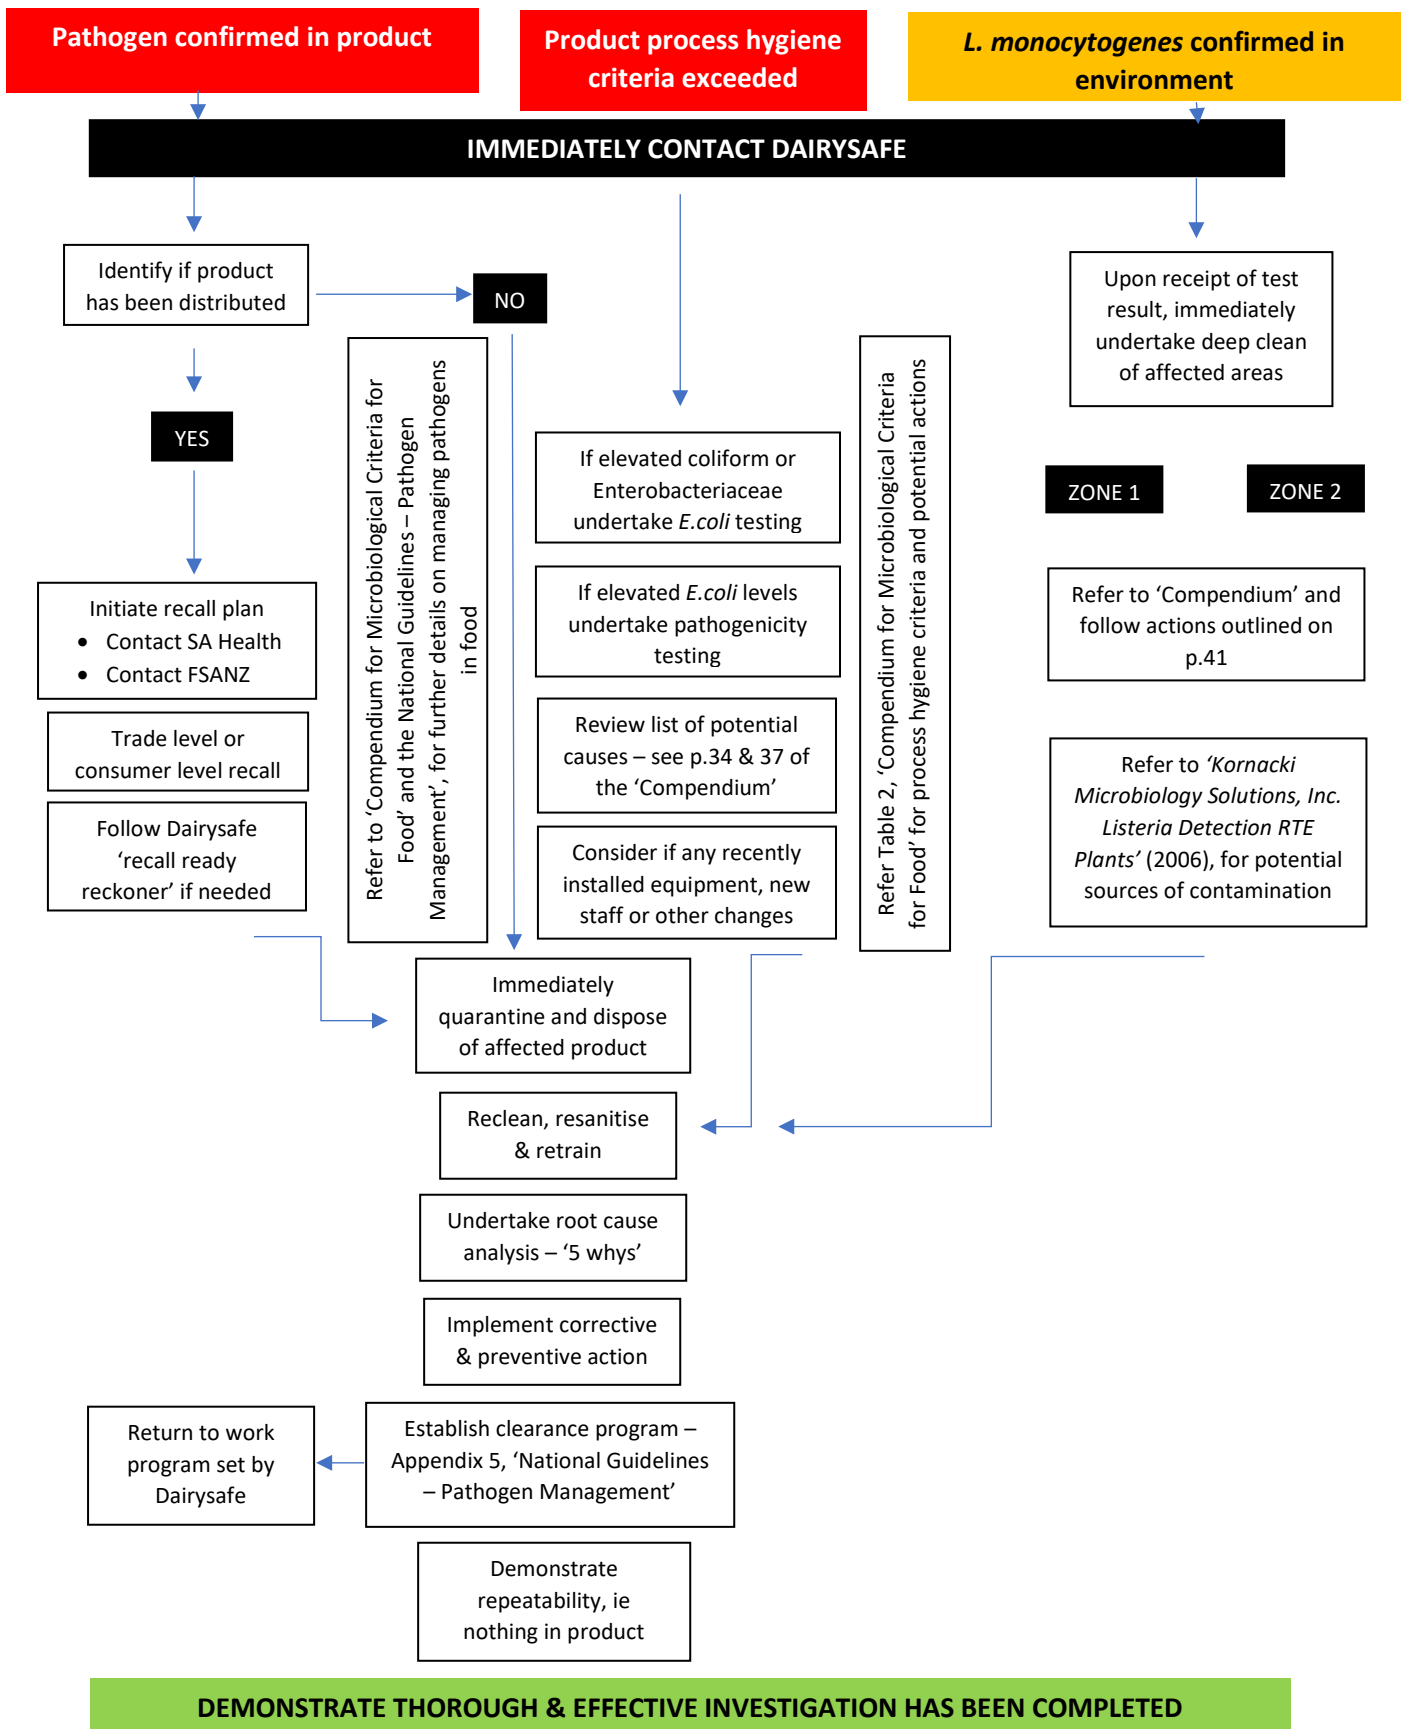 Pathogen confirmed in product
Product process hygiene
criteria exceeded
L. monocytogenes confirmed in
environment
IMMEDIATELY CONTACT DAIRYSAFE
Identify if product
has been distributed
NO
YES
Initiate recall plan
• Contact SA Health
• Contact FSANZ
Trade level or
consumer level recall
Follow Dairysafe
‘recall ready
reckoner’ if needed
Refer to ‘Compendium for Microbiological Criteria for
Food’ and the National Guidelines – Pathogen
Management’, for further details on managing pathogens
in food
If elevated coliform or
Enterobacteriaceae
undertake E.coli testing
If elevated E.coli levels
undertake pathogenicity
testing
Review list of potential
causes – see p.34 & 37 of
the ‘Compendium’
Consider if any recently
installed equipment, new
staff or other changes
Refer Table 2, ‘Compendium for Microbiological Criteria
for Food’ for process hygiene criteria and potential actions
Upon receipt of test
result, immediately
undertake deep clean
of affected areas
ZONE 1
ZONE 2
Refer to ‘Compendium’ and
follow actions outlined on
p.41
Refer to ‘Kornacki
Microbiology Solutions, Inc.
Listeria Detection RTE
Plants’ (2006), for potential
sources of contamination
Immediately
quarantine and dispose
of affected product
Reclean, resanitise
& retrain
Undertake root cause
analysis – ‘5 whys’
Implement corrective
& preventive action
Establish clearance program –
Appendix 5, ‘National Guidelines
– Pathogen Management’
Return to work
program set by
Dairysafe
Demonstrate
repeatability, ie
nothing in product
DEMONSTRATE THOROUGH & EFFECTIVE INVESTIGATION HAS BEEN COMPLETED